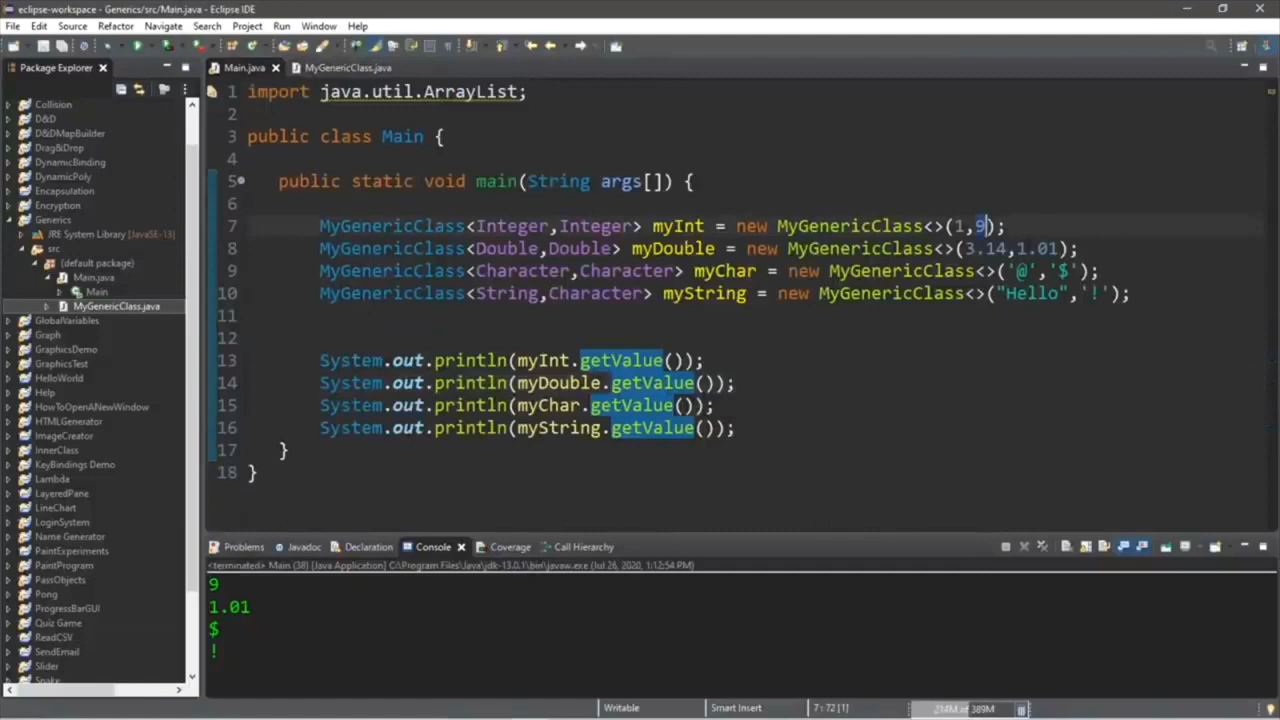 eclipse-workspace - Generics/src/Main.java - Eclipse IDE
File Edit Source Refactor Navigate Search Project Run Window Help
Package Explorer
Main.java MyGenericClass.java
Collision
D&D
D&DMapBuilder
Drag&Drop
DynamicBinding
DynamicPoly
Encapsulation
Encryption
Generics
JRE System Library [JavaSE-13]
src
(default package)
Main.java
Main
MyGenericClass.java
GlobalVariables
Graph
GraphicsDemo
GraphicsTest
HelloWorld
Help
HowToOpenANewWindow
HTMLGenerator
ImageCreator
InnerClass
KeyBindings Demo
Lambda
LayeredPane
LineChart
LoginSystem
Name Generator
PaintExperiments
PaintProgram
PassObjects
Pong
ProgressBarGUI
Quiz Game
ReadCSV
SendEmail
Slider
Snake
1 import java.util.ArrayList;
2
3 public class Main {
4
5 public static void main(String args[]) {
6
7 MyGenericClass<Integer,Integer> myInt = new MyGenericClass<>(1,9);
8 MyGenericClass<Double,Double> myDouble = new MyGenericClass<>(3.14,1.01);
9 MyGenericClass<Character,Character> myChar = new MyGenericClass<>('@','$');
10 MyGenericClass<String,Character> myString = new MyGenericClass<>("Hello",'!');
11
12
13 System.out.println(myInt.getValue());
14 System.out.println(myDouble.getValue());
15 System.out.println(myChar.getValue());
16 System.out.println(myString.getValue());
17 }
18 }
Problems Javadoc Declaration Console Coverage Call Hierarchy
<terminated> Main (38) [Java Application] C:\Program Files\Java\jdk-13.0.1\bin\javaw.exe (Jul 26, 2020, 1:12:54 PM)
9
1.01
$
!
Writable Smart Insert 7 : 72 [1] 214M of 389M